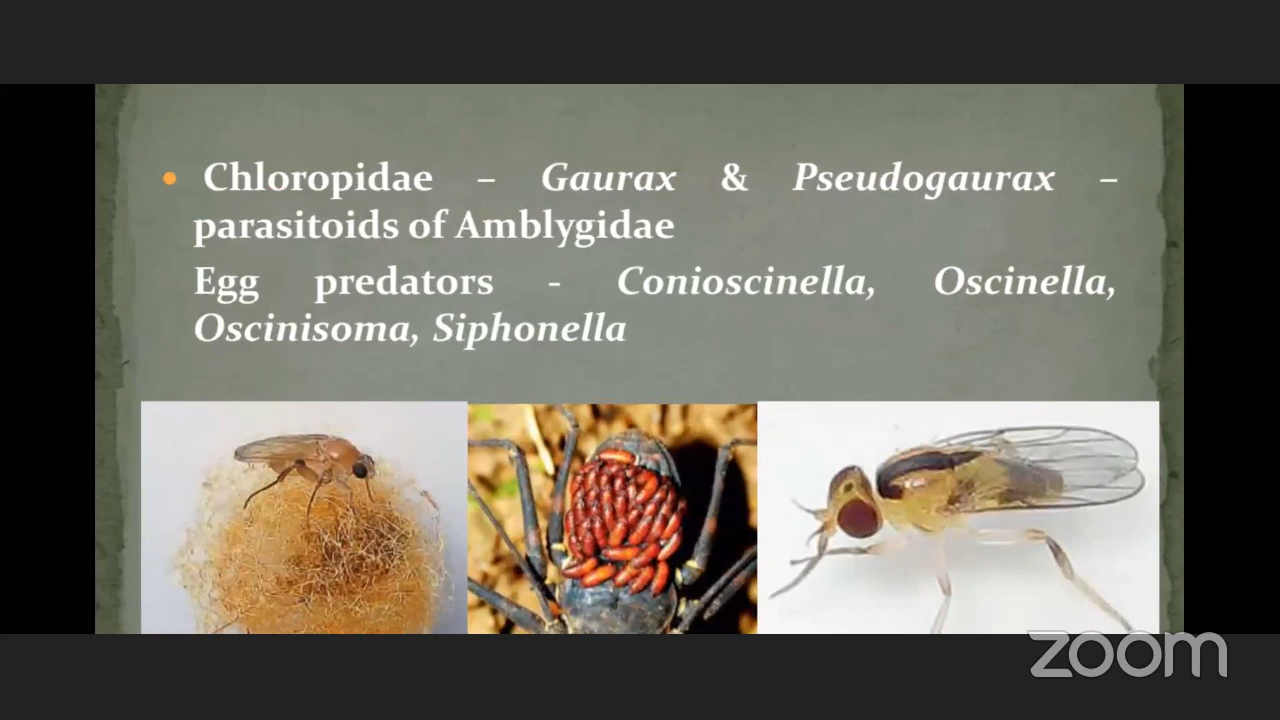 Chloropidae – Gaurax & Pseudogaurax –
parasitoids of Amblygidae
Egg predators - Conioscinella, Oscinella,
Oscinisoma, Siphonella
zoom